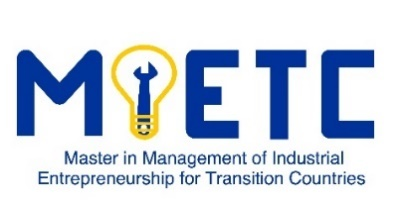 MIETC
Master in Management of Industrial
Entrepreneurship for Transition Countries